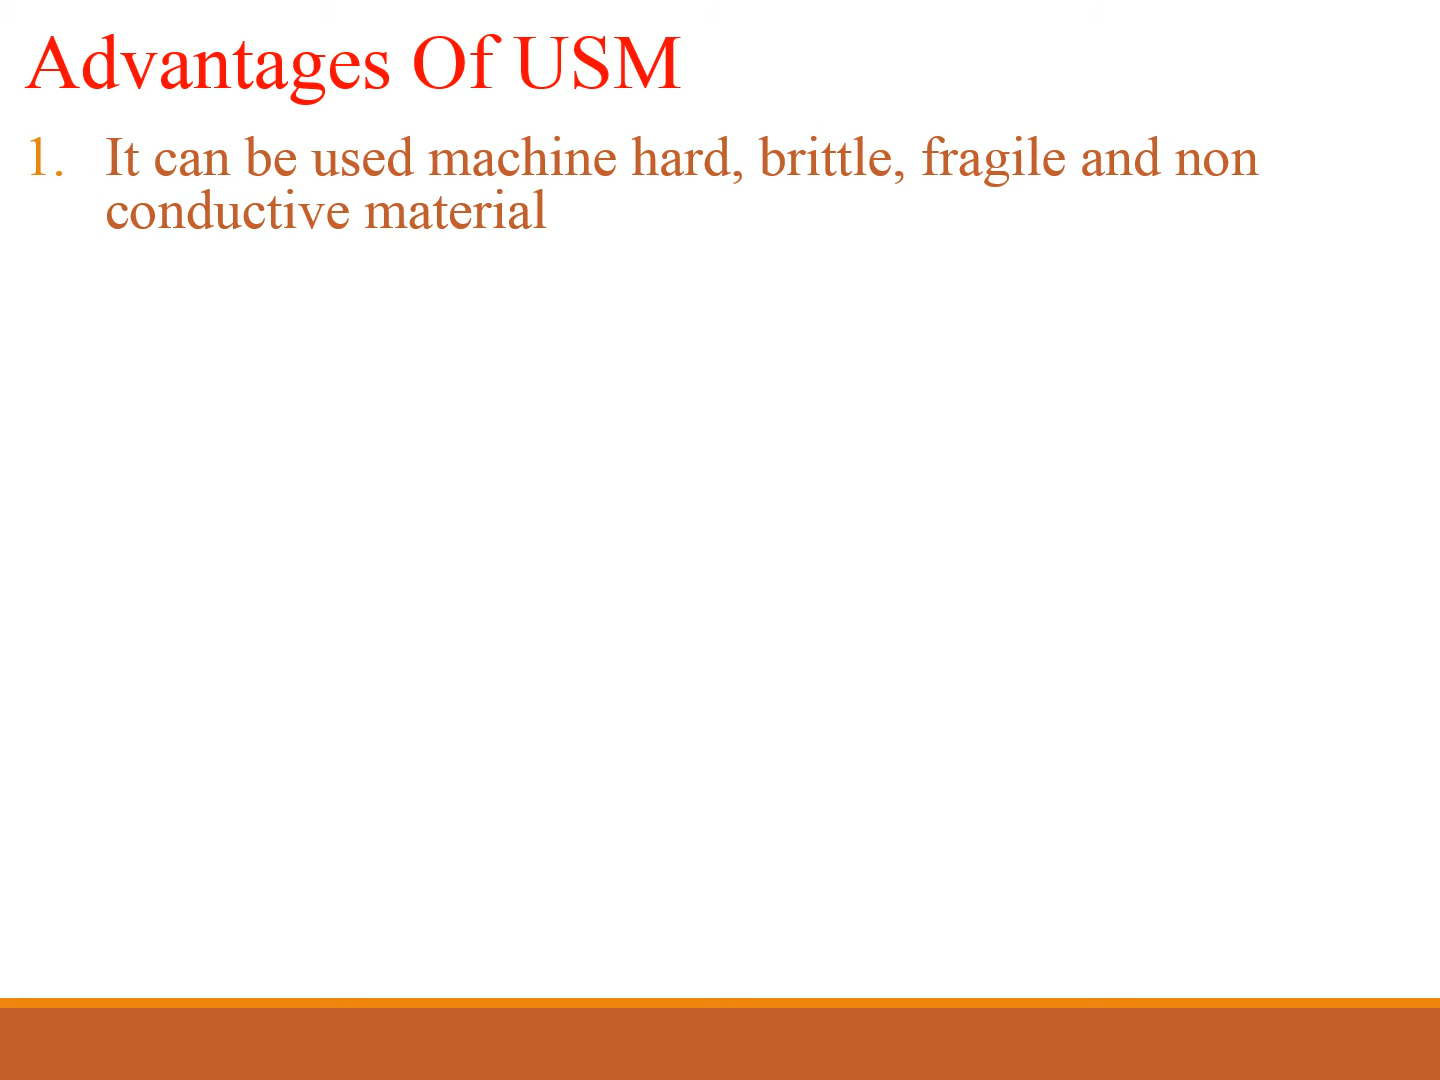 Advantages Of USM
1. It can be used machine hard, brittle, fragile and non
conductive material